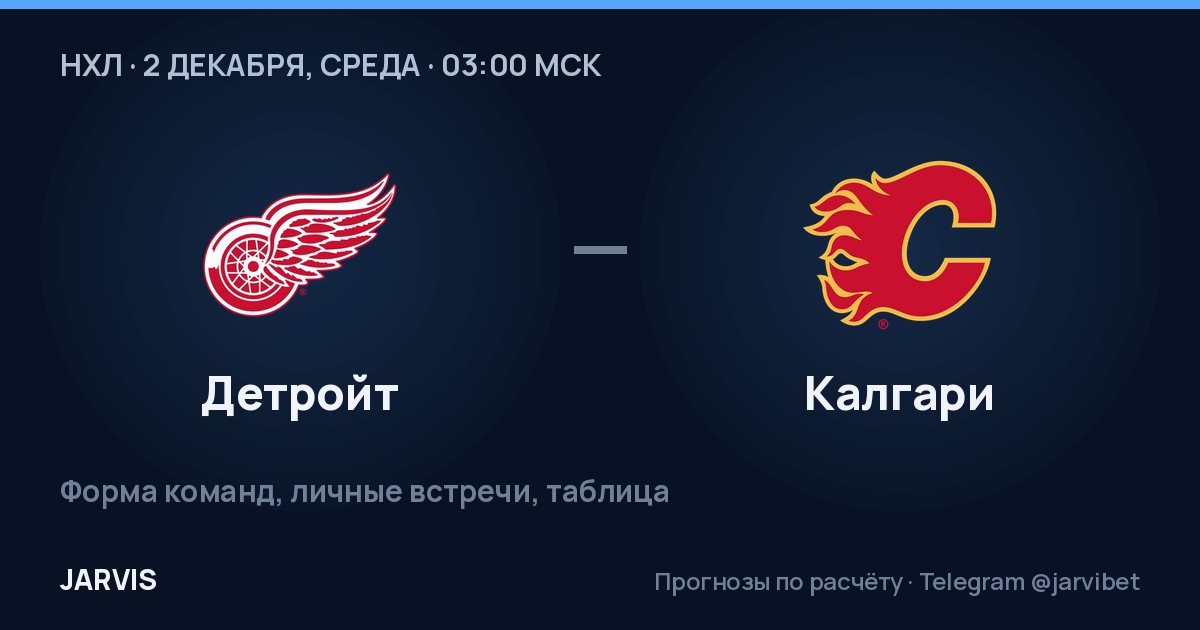 НХЛ · 2 ДЕКАБРЯ, СРЕДА · 03:00 МСК
Детройт — Калгари
Форма команд, личные встречи, таблица
JARVIS
Прогнозы по расчёту · Telegram @jarvibet